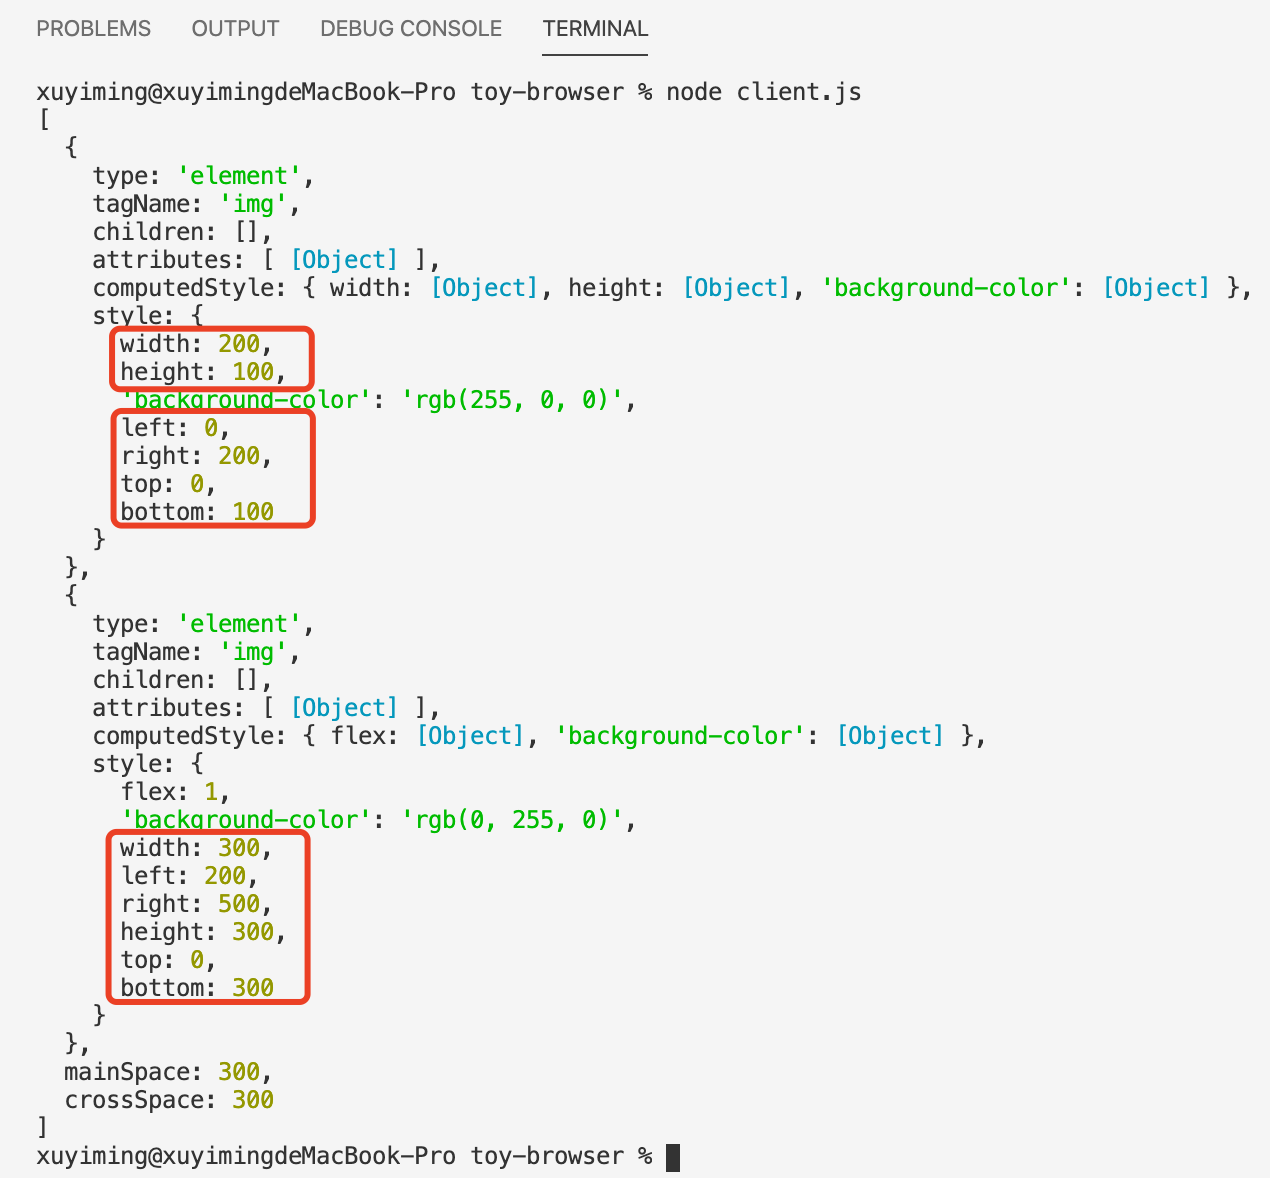 PROBLEMS OUTPUT DEBUG CONSOLE TERMINAL
xuyiming@xuyimingdeMacBook-Pro toy-browser % node client.js
[
  {
    type: 'element',
    tagName: 'img',
    children: [],
    attributes: [ [Object] ],
    computedStyle: { width: [Object], height: [Object], 'background-color': [Object] },
    style: {
      width: 200,
      height: 100,
      'background-color': 'rgb(255, 0, 0)',
      left: 0,
      right: 200,
      top: 0,
      bottom: 100
    }
  },
  {
    type: 'element',
    tagName: 'img',
    children: [],
    attributes: [ [Object] ],
    computedStyle: { flex: [Object], 'background-color': [Object] },
    style: {
      flex: 1,
      'background-color': 'rgb(0, 255, 0)',
      width: 300,
      left: 200,
      right: 500,
      height: 300,
      top: 0,
      bottom: 300
    }
  },
  mainSpace: 300,
  crossSpace: 300
]
xuyiming@xuyimingdeMacBook-Pro toy-browser %